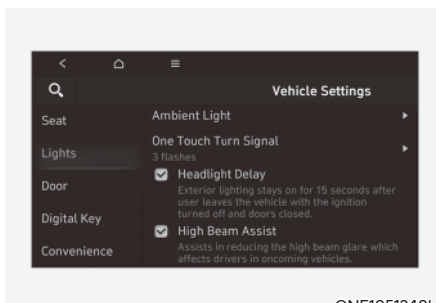 Vehicle Settings
Seat
Lights
Door
Digital Key
Convenience
Ambient Light
One Touch Turn Signal
3 flashes
Headlight Delay
Exterior lighting stays on for 15 seconds after
user leaves the vehicle with the ignition
turned off and doors closed.
High Beam Assist
Assists in reducing the high beam glare which
affects drivers in oncoming vehicles.